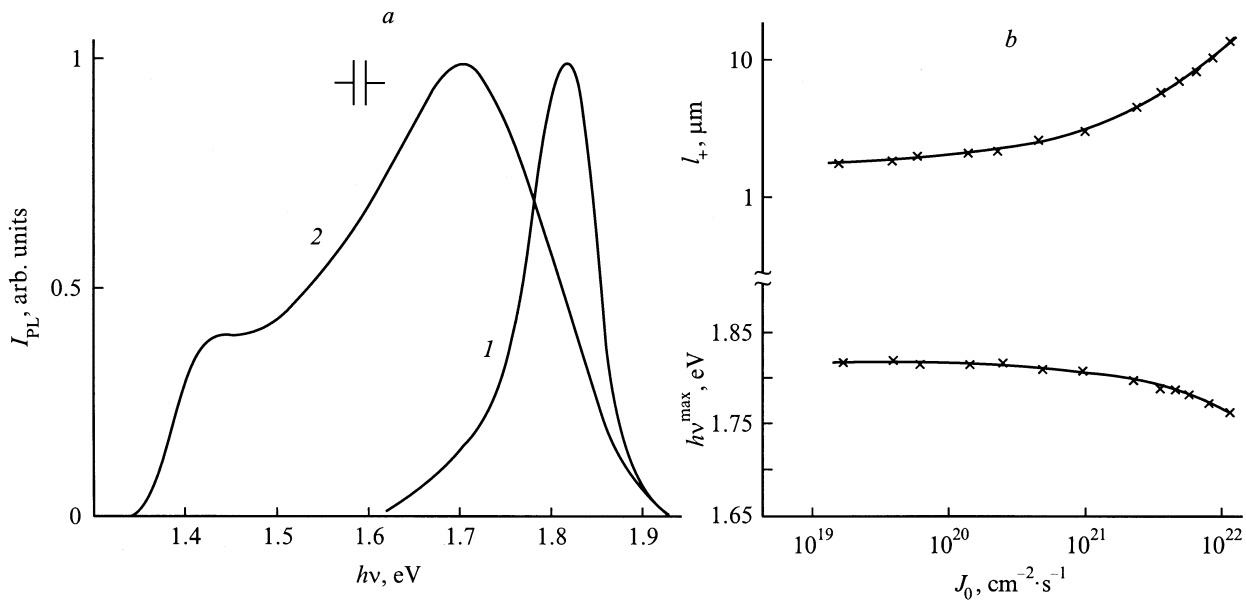 a
1
0.5
0
I_PL, arb. units
2
1
1.4 1.5 1.6 1.7 1.8 1.9
hν, eV
b
10
1
l_+, μm
1.85
1.75
1.65
hν^max, eV
10^19 10^20 10^21 10^22
J_0, cm^−2·s^−1